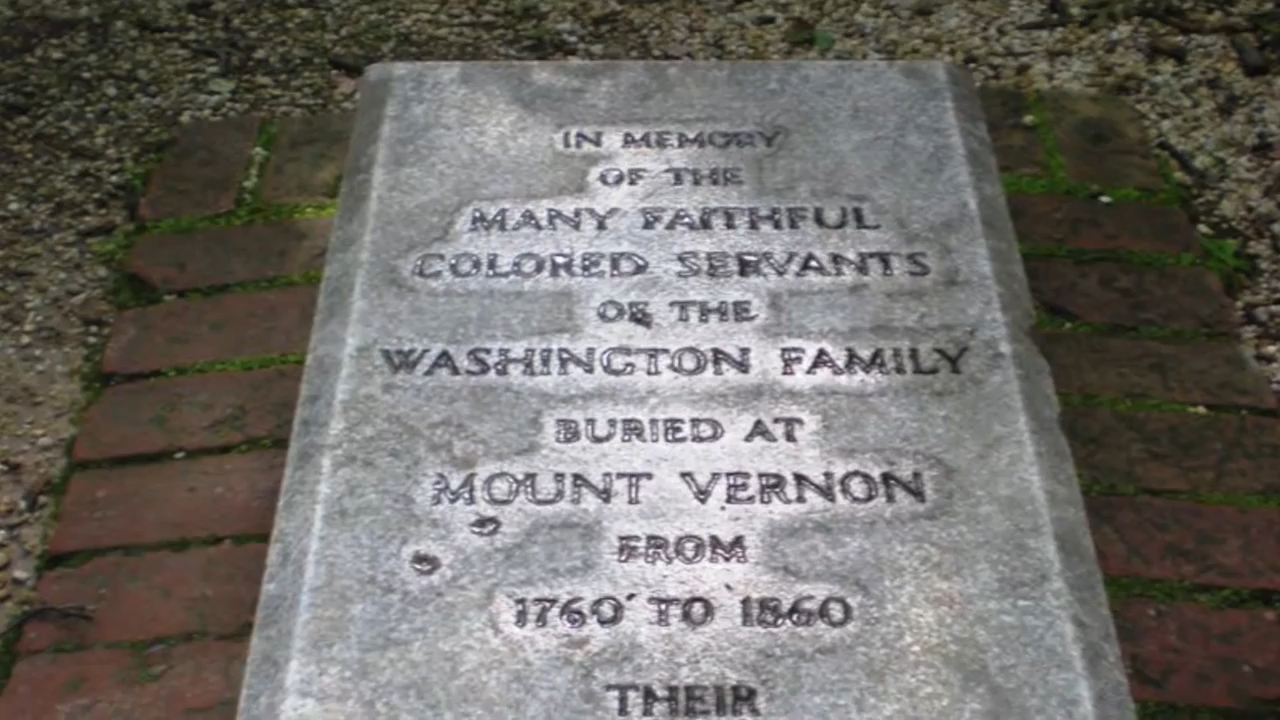 IN MEMORY
OF THE
MANY FAITHFUL
COLORED SERVANTS
OF THE
WASHINGTON FAMILY
BURIED AT
MOUNT VERNON
FROM
1760 TO 1860
THEIR